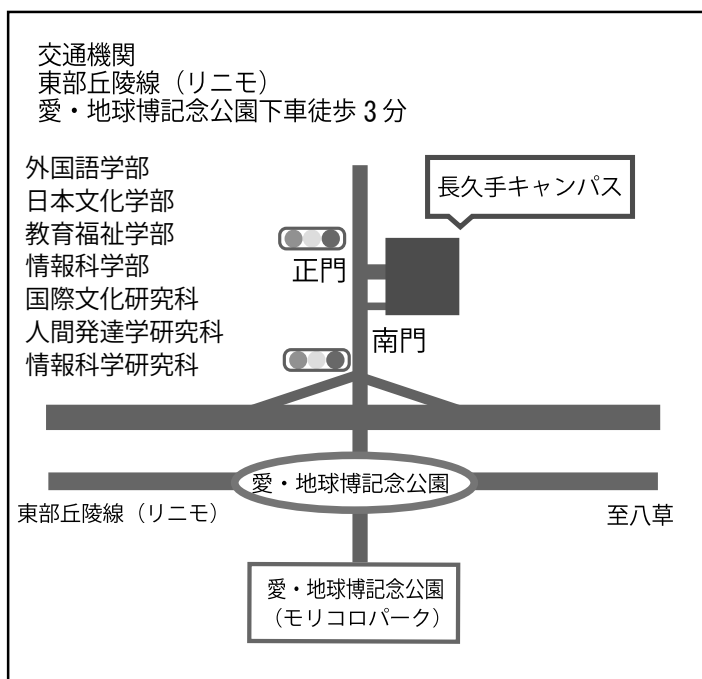 交通機関
東部丘陵線（リニモ）
愛・地球博記念公園下車徒歩 3 分
外国語学部
日本文化学部
教育福祉学部
情報科学部
国際文化研究科
人間発達学研究科
情報科学研究科
長久手キャンパス
正門
南門
愛・地球博記念公園
東部丘陵線（リニモ）
至八草
愛・地球博記念公園
（モリコロパーク）